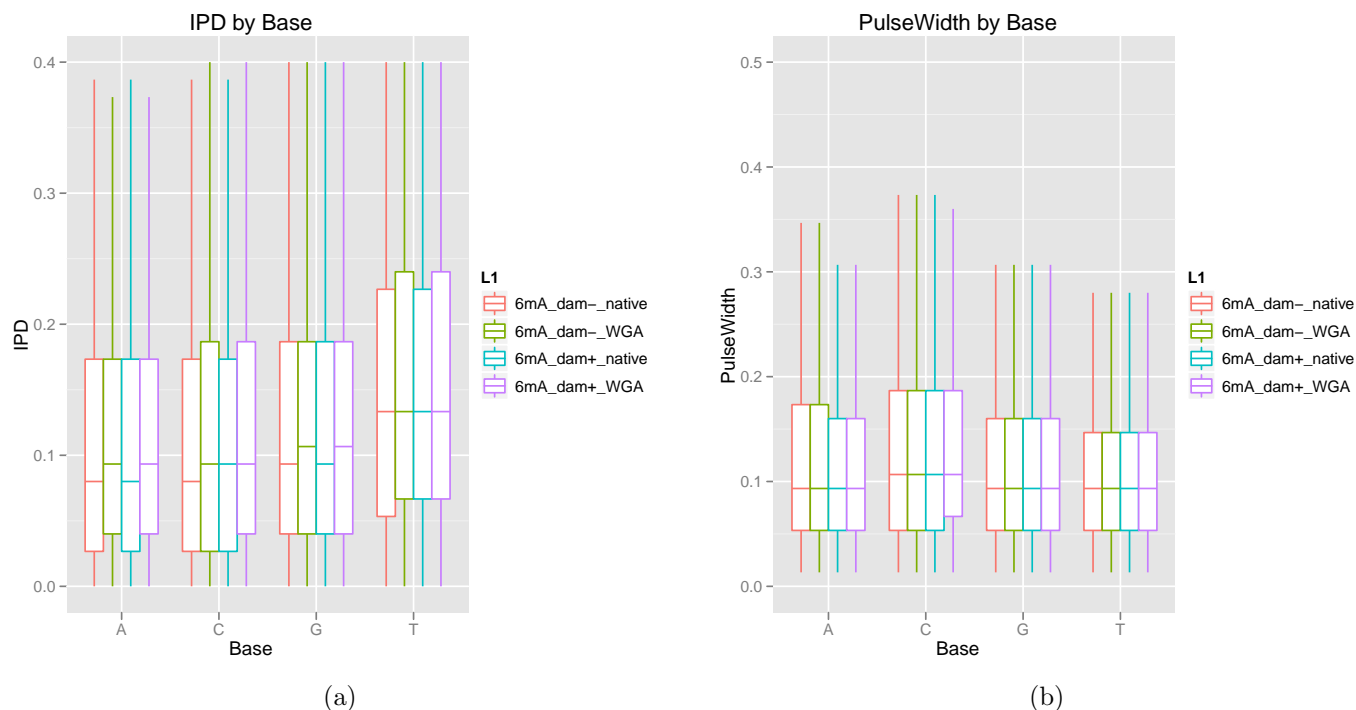 IPD by Base
0.4
0.3
0.2
0.1
0.0
IPD
A C G T
Base
L1
6mA_dam−_native
6mA_dam−_WGA
6mA_dam+_native
6mA_dam+_WGA
(a)
PulseWidth by Base
0.5
0.4
0.3
0.2
0.1
0.0
PulseWidth
A C G T
Base
L1
6mA_dam−_native
6mA_dam−_WGA
6mA_dam+_native
6mA_dam+_WGA
(b)